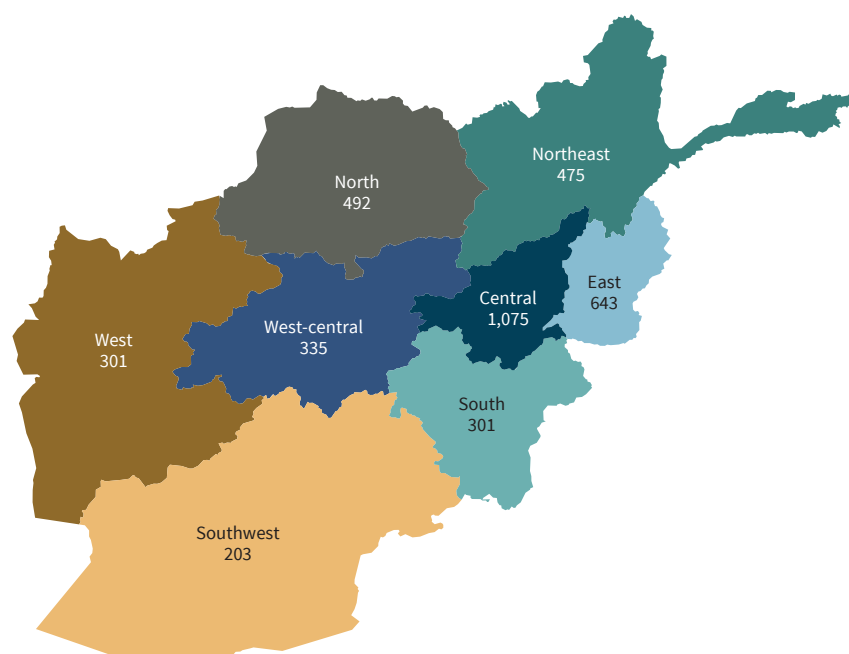 Northeast
475
North
492
East
643
Central
1,075
West-central
335
West
301
South
301
Southwest
203